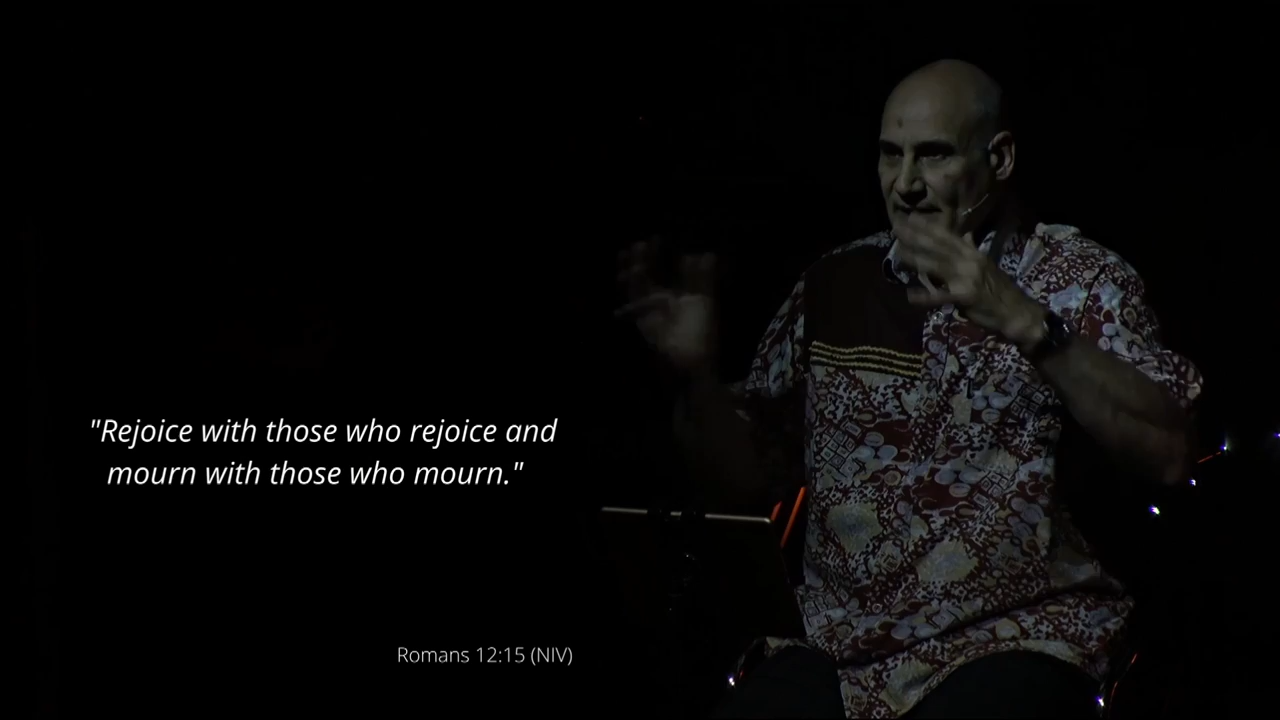 "Rejoice with those who rejoice and
mourn with those who mourn."
Romans 12:15 (NIV)